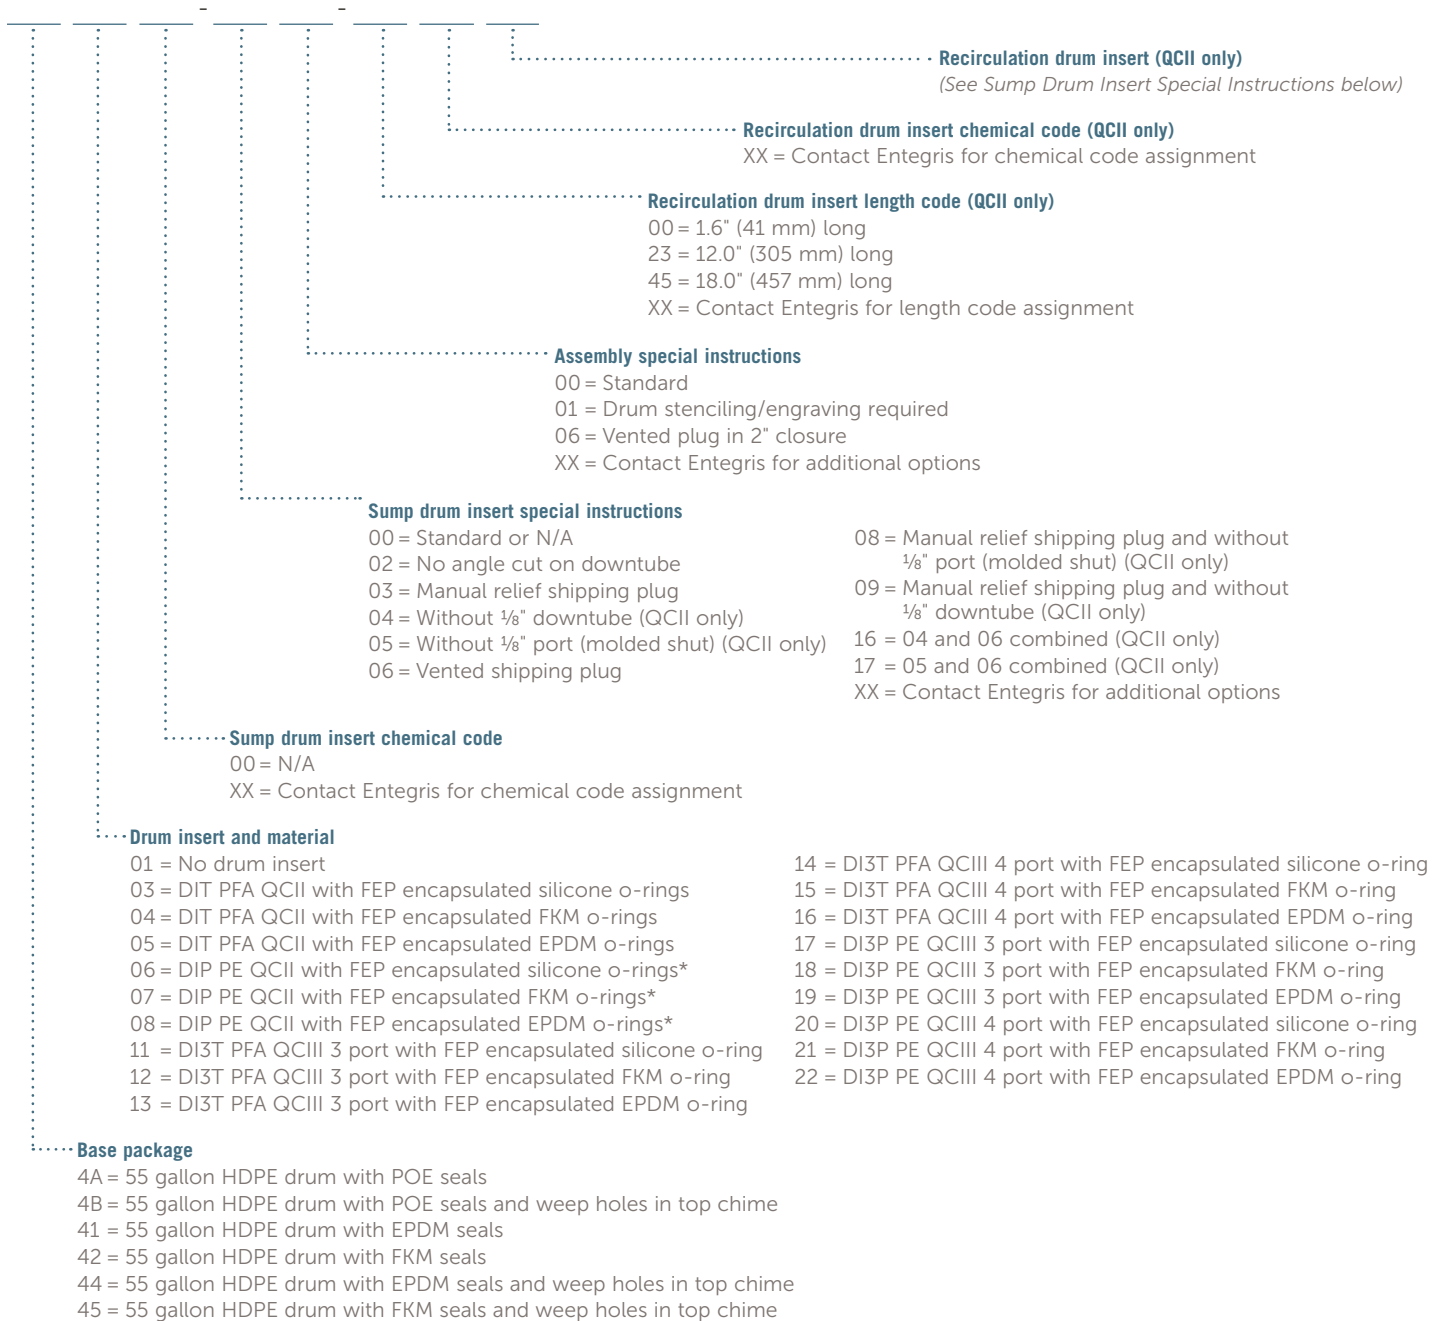 - -
Recirculation drum insert (QCII only)
(See Sump Drum Insert Special Instructions below)
Recirculation drum insert chemical code (QCII only)
XX = Contact Entegris for chemical code assignment
Recirculation drum insert length code (QCII only)
00 = 1.6" (41 mm) long
23 = 12.0" (305 mm) long
45 = 18.0" (457 mm) long
XX = Contact Entegris for length code assignment
Assembly special instructions
00 = Standard
01 = Drum stenciling/engraving required
06 = Vented plug in 2" closure
XX = Contact Entegris for additional options
Sump drum insert special instructions
00 = Standard or N/A
02 = No angle cut on downtube
03 = Manual relief shipping plug
04 = Without ⅛" downtube (QCII only)
05 = Without ⅛" port (molded shut) (QCII only)
06 = Vented shipping plug
08 = Manual relief shipping plug and without
⅛" port (molded shut) (QCII only)
09 = Manual relief shipping plug and without
⅛" downtube (QCII only)
16 = 04 and 06 combined (QCII only)
17 = 05 and 06 combined (QCII only)
XX = Contact Entegris for additional options
Sump drum insert chemical code
00 = N/A
XX = Contact Entegris for chemical code assignment
Drum insert and material
01 = No drum insert
03 = DIT PFA QCII with FEP encapsulated silicone o-rings
04 = DIT PFA QCII with FEP encapsulated FKM o-rings
05 = DIT PFA QCII with FEP encapsulated EPDM o-rings
06 = DIP PE QCII with FEP encapsulated silicone o-rings*
07 = DIP PE QCII with FEP encapsulated FKM o-rings*
08 = DIP PE QCII with FEP encapsulated EPDM o-rings*
11 = DI3T PFA QCIII 3 port with FEP encapsulated silicone o-ring
12 = DI3T PFA QCIII 3 port with FEP encapsulated FKM o-ring
13 = DI3T PFA QCIII 3 port with FEP encapsulated EPDM o-ring
14 = DI3T PFA QCIII 4 port with FEP encapsulated silicone o-ring
15 = DI3T PFA QCIII 4 port with FEP encapsulated FKM o-ring
16 = DI3T PFA QCIII 4 port with FEP encapsulated EPDM o-ring
17 = DI3P PE QCIII 3 port with FEP encapsulated silicone o-ring
18 = DI3P PE QCIII 3 port with FEP encapsulated FKM o-ring
19 = DI3P PE QCIII 3 port with FEP encapsulated EPDM o-ring
20 = DI3P PE QCIII 4 port with FEP encapsulated silicone o-ring
21 = DI3P PE QCIII 4 port with FEP encapsulated FKM o-ring
22 = DI3P PE QCIII 4 port with FEP encapsulated EPDM o-ring
Base package
4A = 55 gallon HDPE drum with POE seals
4B = 55 gallon HDPE drum with POE seals and weep holes in top chime
41 = 55 gallon HDPE drum with EPDM seals
42 = 55 gallon HDPE drum with FKM seals
44 = 55 gallon HDPE drum with EPDM seals and weep holes in top chime
45 = 55 gallon HDPE drum with FKM seals and weep holes in top chime